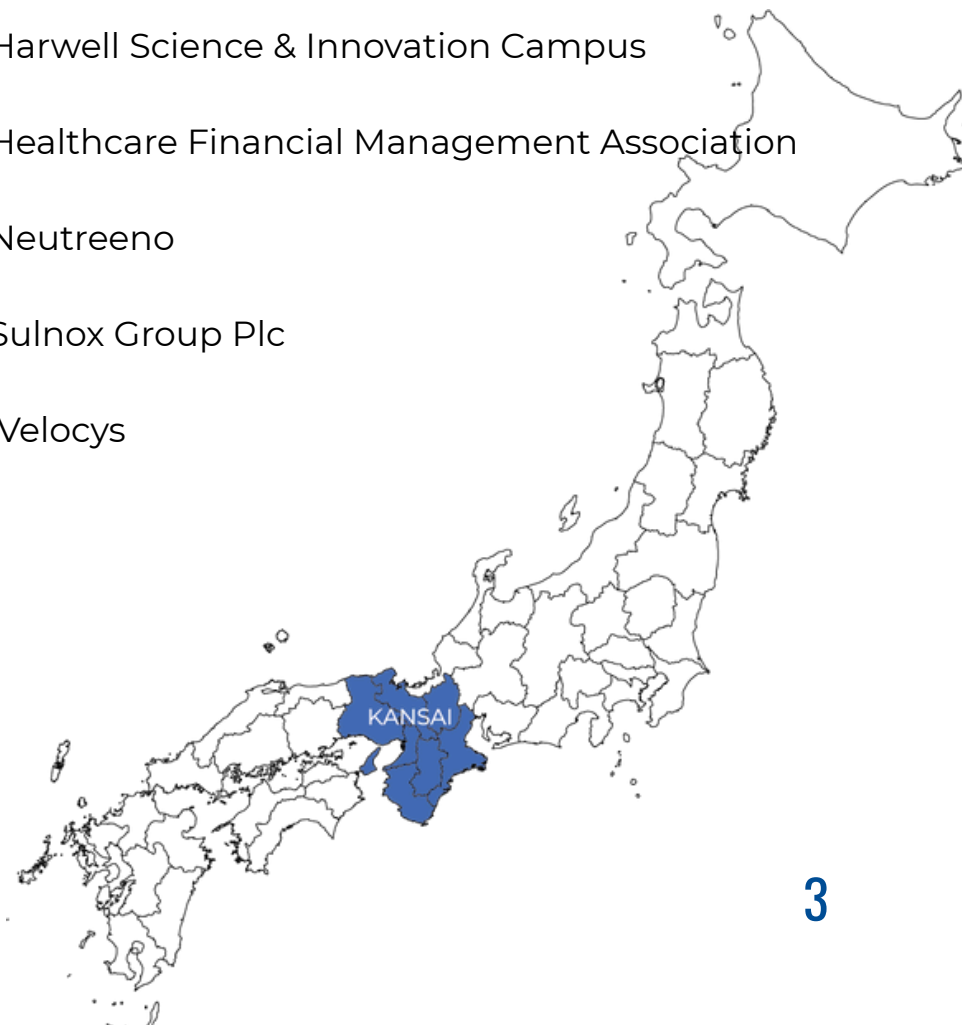 Harwell Science & Innovation Campus
Healthcare Financial Management Association
Neutreeno
Sulnox Group Plc
Velocys
KANSAI
3